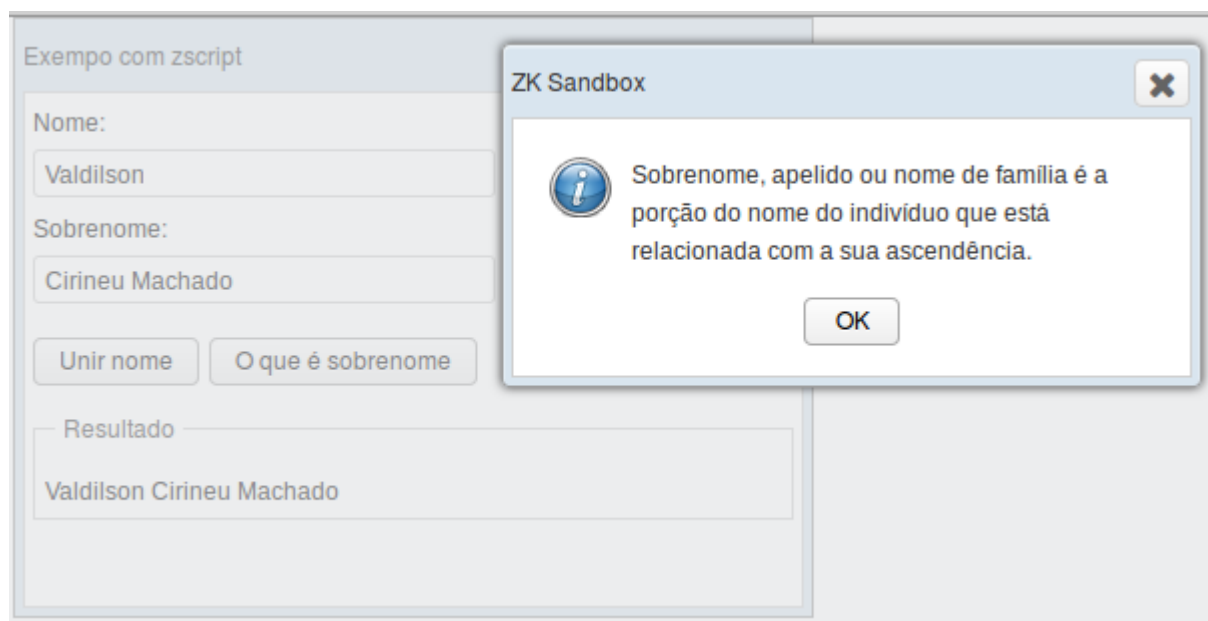 Exempo com zscript
Nome:
Valdilson
Sobrenome:
Cirineu Machado
Unir nome
O que é sobrenome
Resultado
Valdilson Cirineu Machado
ZK Sandbox
Sobrenome, apelido ou nome de família é a
porção do nome do indivíduo que está
relacionada com a sua ascendência.
OK